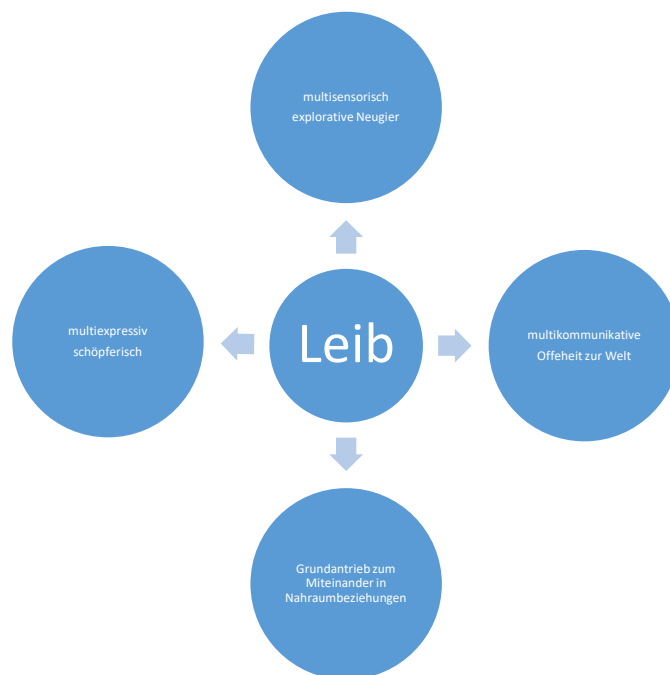 multisensorisch
explorative Neugier
multiexpressiv
schöpferisch
Leib
multikommunikative
Offeheit zur Welt
Grundantrieb zum
Miteinander in
Nahraumbeziehungen